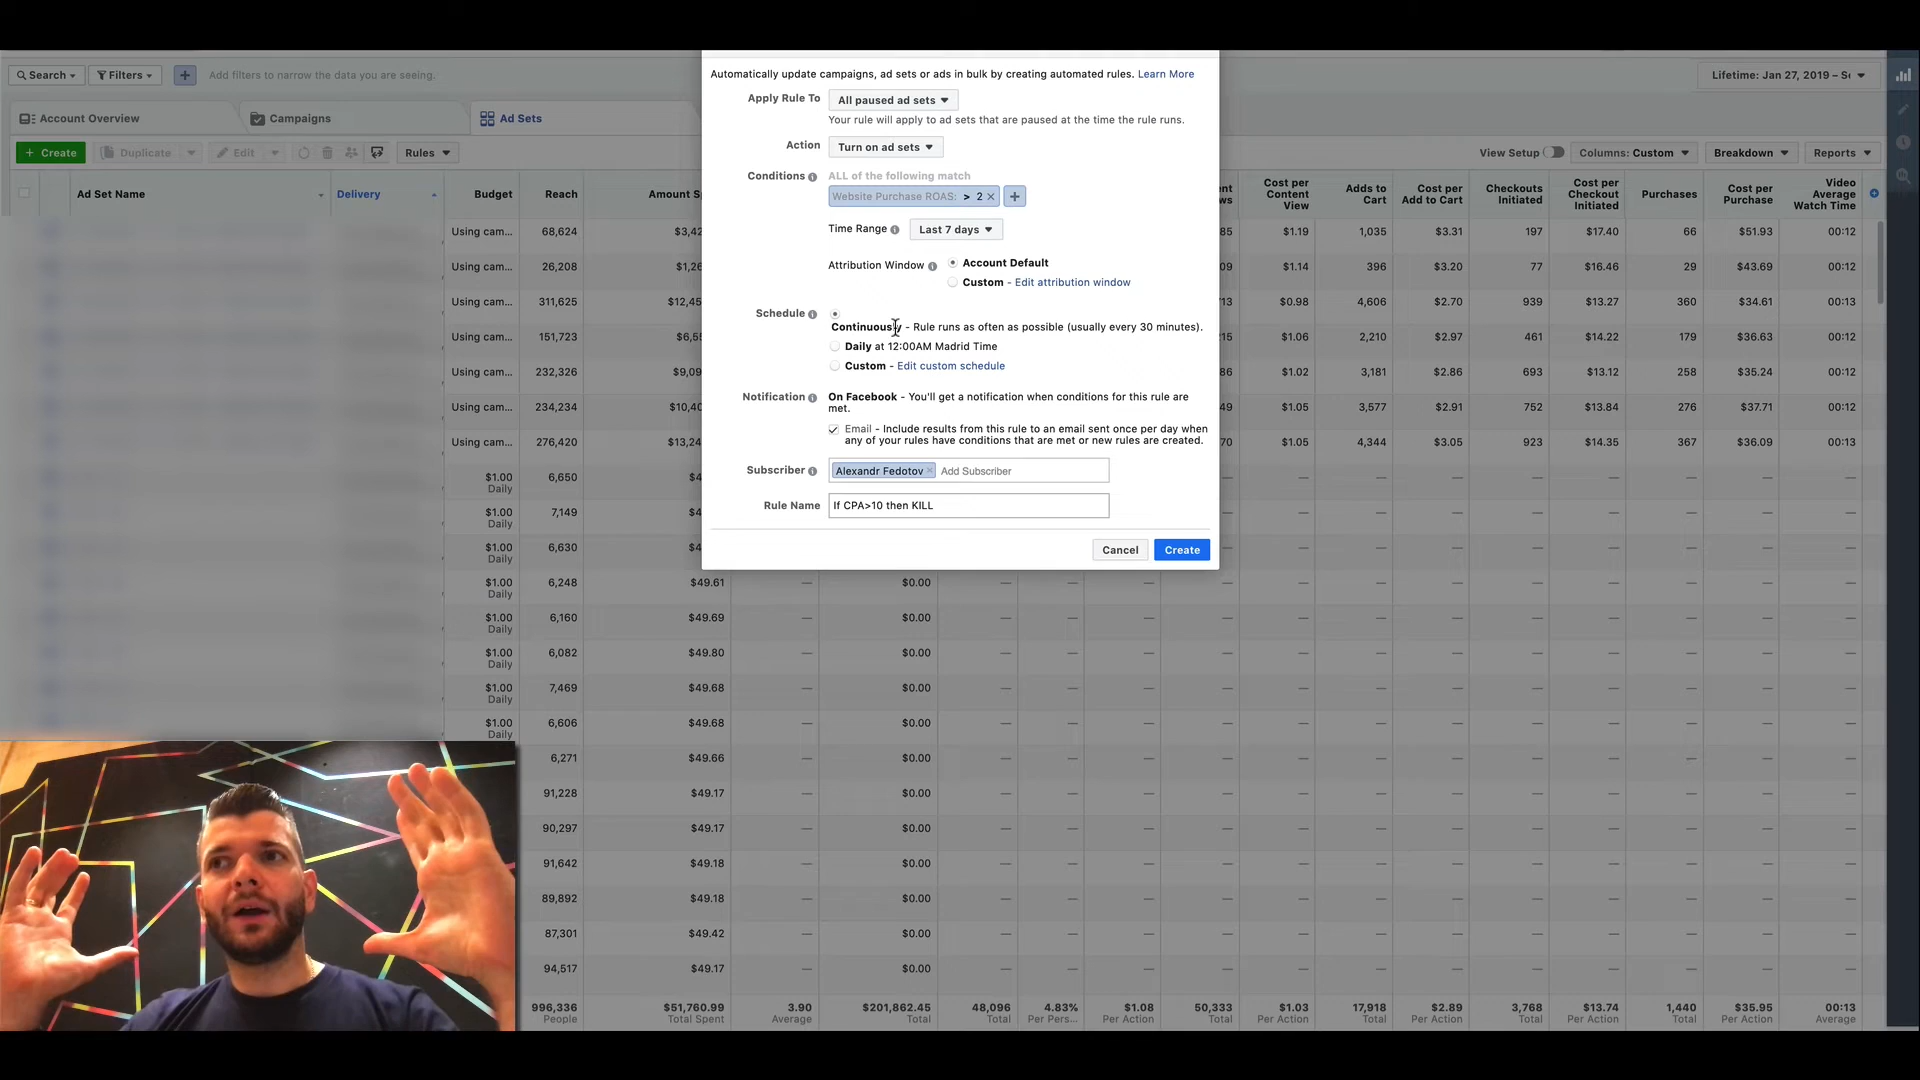 Automatically update campaigns, ad sets or ads in bulk by creating automated rules. Learn More
Search
Filters
Add filters to narrow the data you are seeing.
Lifetime: Jan 27, 2019 –
Apply Rule To
All paused ad sets
Your rule will apply to ad sets that are paused at the time the rule runs.
Account Overview
Campaigns
Ad Sets
Create
Duplicate
Edit
Rules
Action
Turn on ad sets
View Setup
Columns: Custom
Breakdown
Reports
Conditions
ALL of the following match
Website Purchase ROAS: > 2
Ad Set Name
Delivery
Budget
Reach
Amount
Cost per Content View
Adds to Cart
Cost per Add to Cart
Checkouts Initiated
Cost per Checkout Initiated
Purchases
Cost per Purchase
Video Average Watch Time
Time Range
Last 7 days
Attribution Window
Account Default
Custom - Edit attribution window
Schedule
Continuously - Rule runs as often as possible (usually every 30 minutes).
Daily at 12:00AM Madrid Time
Custom - Edit custom schedule
Notification
On Facebook - You'll get a notification when conditions for this rule are
met.
Email - Include results from this rule to an email sent once per day when
any of your rules have conditions that are met or new rules are created.
Subscriber
Alexandr Fedotov
Add Subscriber
Rule Name
If CPA>10 then KILL
Cancel
Create
Using cam... 68,624 $3,42 85 $1.19 1,035 $3.31 197 $17.40 66 $51.93 00:12
Using cam... 26,208 $1,26 09 $1.14 396 $3.20 77 $16.46 29 $43.69 00:12
Using cam... 311,625 $12,45 713 $0.98 4,606 $2.70 939 $13.27 360 $34.61 00:13
Using cam... 151,723 $6,55 215 $1.06 2,210 $2.97 461 $14.22 179 $36.63 00:12
Using cam... 232,326 $9,09 86 $1.02 3,181 $2.86 693 $13.12 258 $35.24 00:12
Using cam... 234,234 $10,40 49 $1.05 3,577 $2.91 752 $13.84 276 $37.71 00:12
Using cam... 276,420 $13,24 70 $1.05 4,344 $3.05 923 $14.35 367 $36.09 00:13
$1.00 6,650 $4
Daily
$1.00 7,149 $4
Daily
$1.00 6,630 $4
Daily
$1.00 6,248 $49.61 — $0.00 — — — — — — — — — — — —
Daily
$1.00 6,160 $49.69 — $0.00 — — — — — — — — — — — —
Daily
$1.00 6,082 $49.80 — $0.00 — — — — — — — — — — — —
Daily
$1.00 7,469 $49.68 — $0.00 — — — — — — — — — — — —
Daily
$1.00 6,606 $49.68 — $0.00 — — — — — — — — — — — —
Daily
6,271 $49.66 — $0.00 — — — — — — — — — — — —
91,228 $49.17 — $0.00 — — — — — — — — — — — —
90,297 $49.17 — $0.00 — — — — — — — — — — — —
91,642 $49.18 — $0.00 — — — — — — — — — — — —
89,892 $49.18 — $0.00 — — — — — — — — — — — —
87,301 $49.42 — $0.00 — — — — — — — — — — — —
94,517 $49.17 — $0.00 — — — — — — — — — — — —
996,336 $51,760.99 3.90 $201,862.45 48,096 4.83% $1.08 50,333 $1.03 17,918 $2.89 3,768 $13.74 1,440 $35.95 00:13
People Total Spent Average Total Total Per Pers... Per Action Total Per Action Total Per Action Total Per Action Total Per Action Average